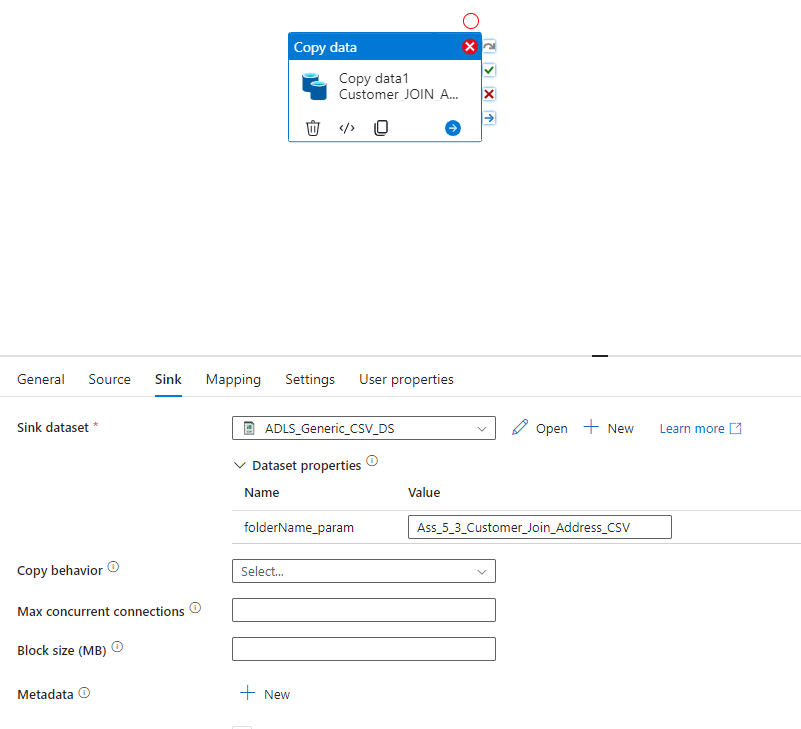 Copy data
Copy data1
Customer JOIN_A...
General Source Sink Mapping Settings User properties
Sink dataset *
ADLS_Generic_CSV_DS
Open
New
Learn more
Dataset properties
Name Value
folderName_param Ass_5_3_Customer_Join_Address_CSV
Copy behavior
Select...
Max concurrent connections
Block size (MB)
Metadata
New